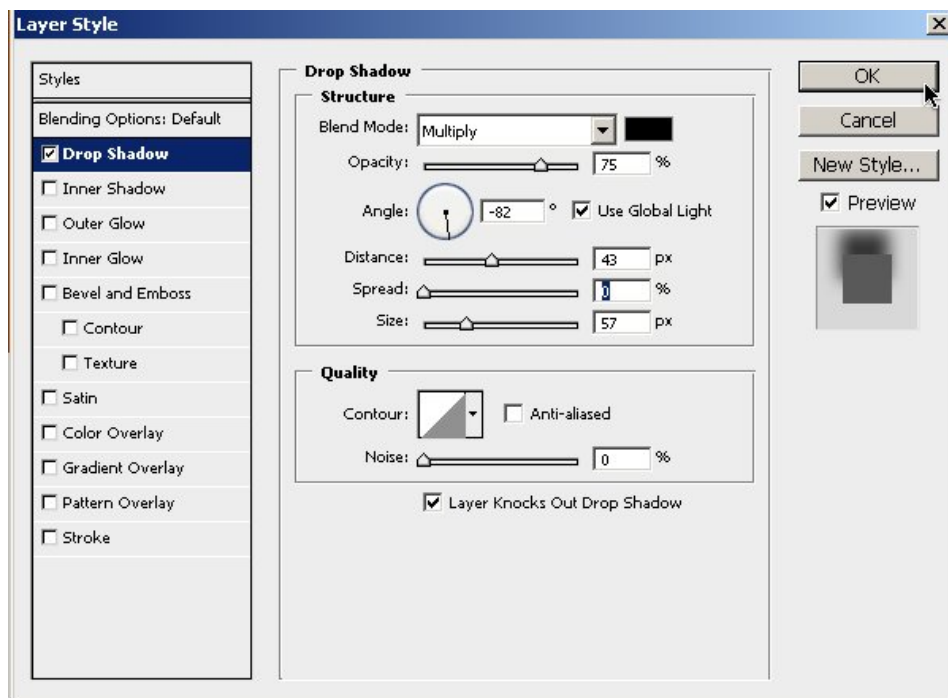 Layer Style
Styles
Blending Options: Default
Drop Shadow
Inner Shadow
Outer Glow
Inner Glow
Bevel and Emboss
Contour
Texture
Satin
Color Overlay
Gradient Overlay
Pattern Overlay
Stroke
Drop Shadow
Structure
Blend Mode: Multiply
Opacity: 75 %
Angle: -82 ° Use Global Light
Distance: 43 px
Spread: 0 %
Size: 57 px
Quality
Contour: Anti-aliased
Noise: 0 %
Layer Knocks Out Drop Shadow
OK
Cancel
New Style...
Preview